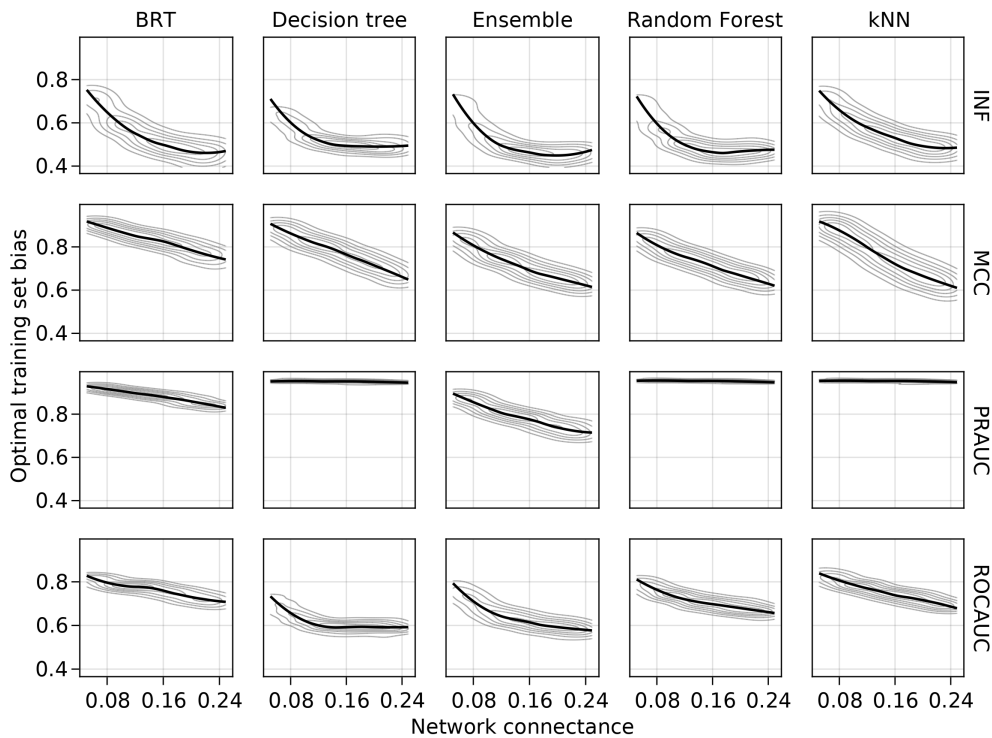 BRT Decision tree Ensemble Random Forest kNN
0.8
0.6
0.4
INF
0.8
0.6
0.4
MCC
0.8
0.6
0.4
PRAUC
0.8
0.6
0.4
ROCAUC
Optimal training set bias
0.08 0.16 0.24 0.08 0.16 0.24 0.08 0.16 0.24 0.08 0.16 0.24 0.08 0.16 0.24
Network connectance